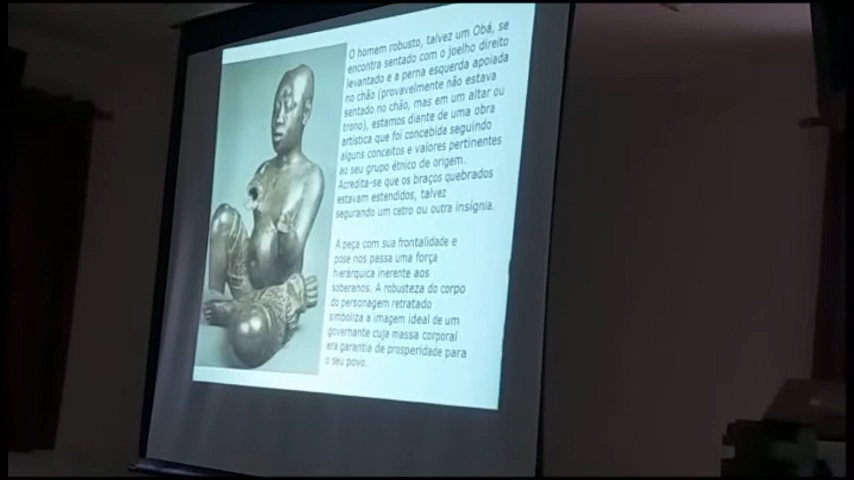 O homem robusto, talvez um Obá, se
encontra sentado com o joelho direito
levantado e a perna esquerda apoiada
no chão (provavelmente não estava
sentado no chão, mas em um altar ou
trono), estamos diante de uma obra
artística que foi concebida seguindo
alguns conceitos e valores pertinentes
ao seu grupo étnico de origem.
Acredita-se que os braços quebrados
estavam estendidos, talvez
segurando um cetro ou outra insígnia.
A peça com sua frontalidade e
pose nos passa uma força
hierárquica inerente aos
soberanos. A robusteza do corpo
do personagem retratado
simboliza a imagem ideal de um
governante cuja massa corporal
era garantia de prosperidade para
o seu povo.